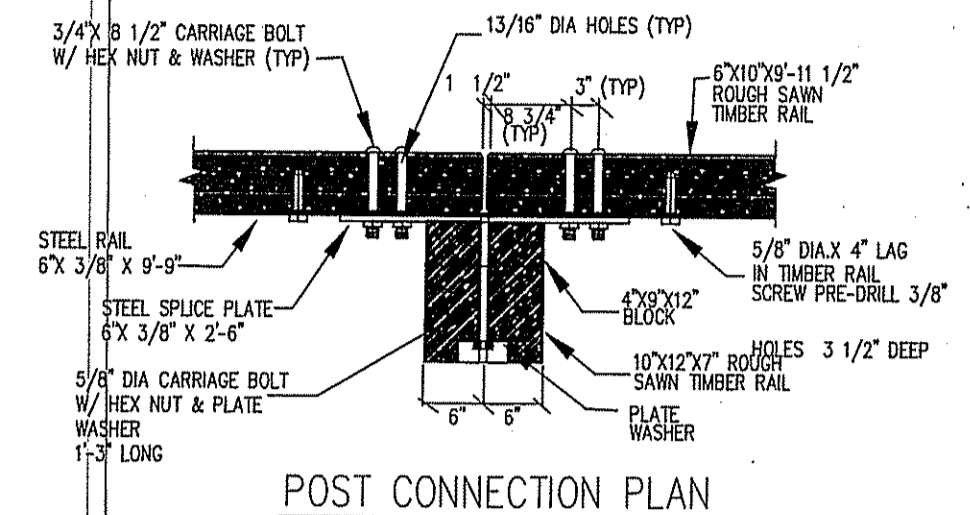 3/4"X 8 1/2" CARRIAGE BOLT
W/ HEX NUT & WASHER (TYP)
13/16" DIA HOLES (TYP)
1 1/2"
3" (TYP)
8 3/4"
(TYP)
6"X10"X9'-11 1/2"
ROUGH SAWN
TIMBER RAIL
STEEL RAIL
6"X 3/8" X 9'-9"
STEEL SPLICE PLATE
6"X 3/8" X 2'-6"
5/8" DIA CARRIAGE BOLT
W/ HEX NUT & PLATE
WASHER
1'-3" LONG
5/8" DIA.X 4" LAG
IN TIMBER RAIL
SCREW PRE-DRILL 3/8"
HOLES 3 1/2" DEEP
4"X9"X12"
BLOCK
10"X12"X7" ROUGH
SAWN TIMBER RAIL
PLATE
WASHER
6" 6"
POST CONNECTION PLAN